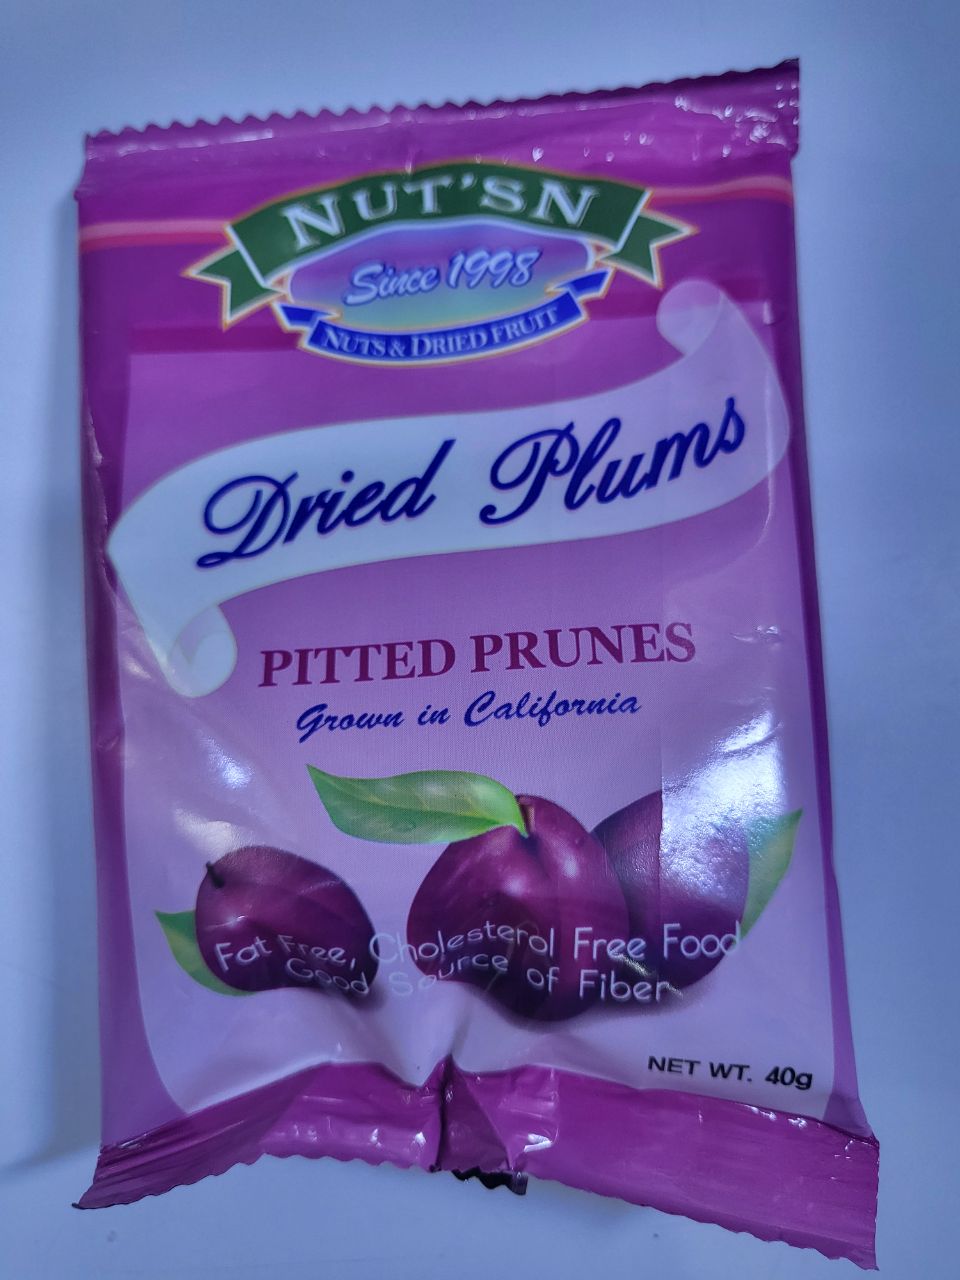 NUT'SN
Since 1998
NUTS & DRIED FRUIT
Dried Plums
PITTED PRUNES
Grown in California
Fat Free, Cholesterol Free Food
Good Source of Fiber
NET WT. 40g